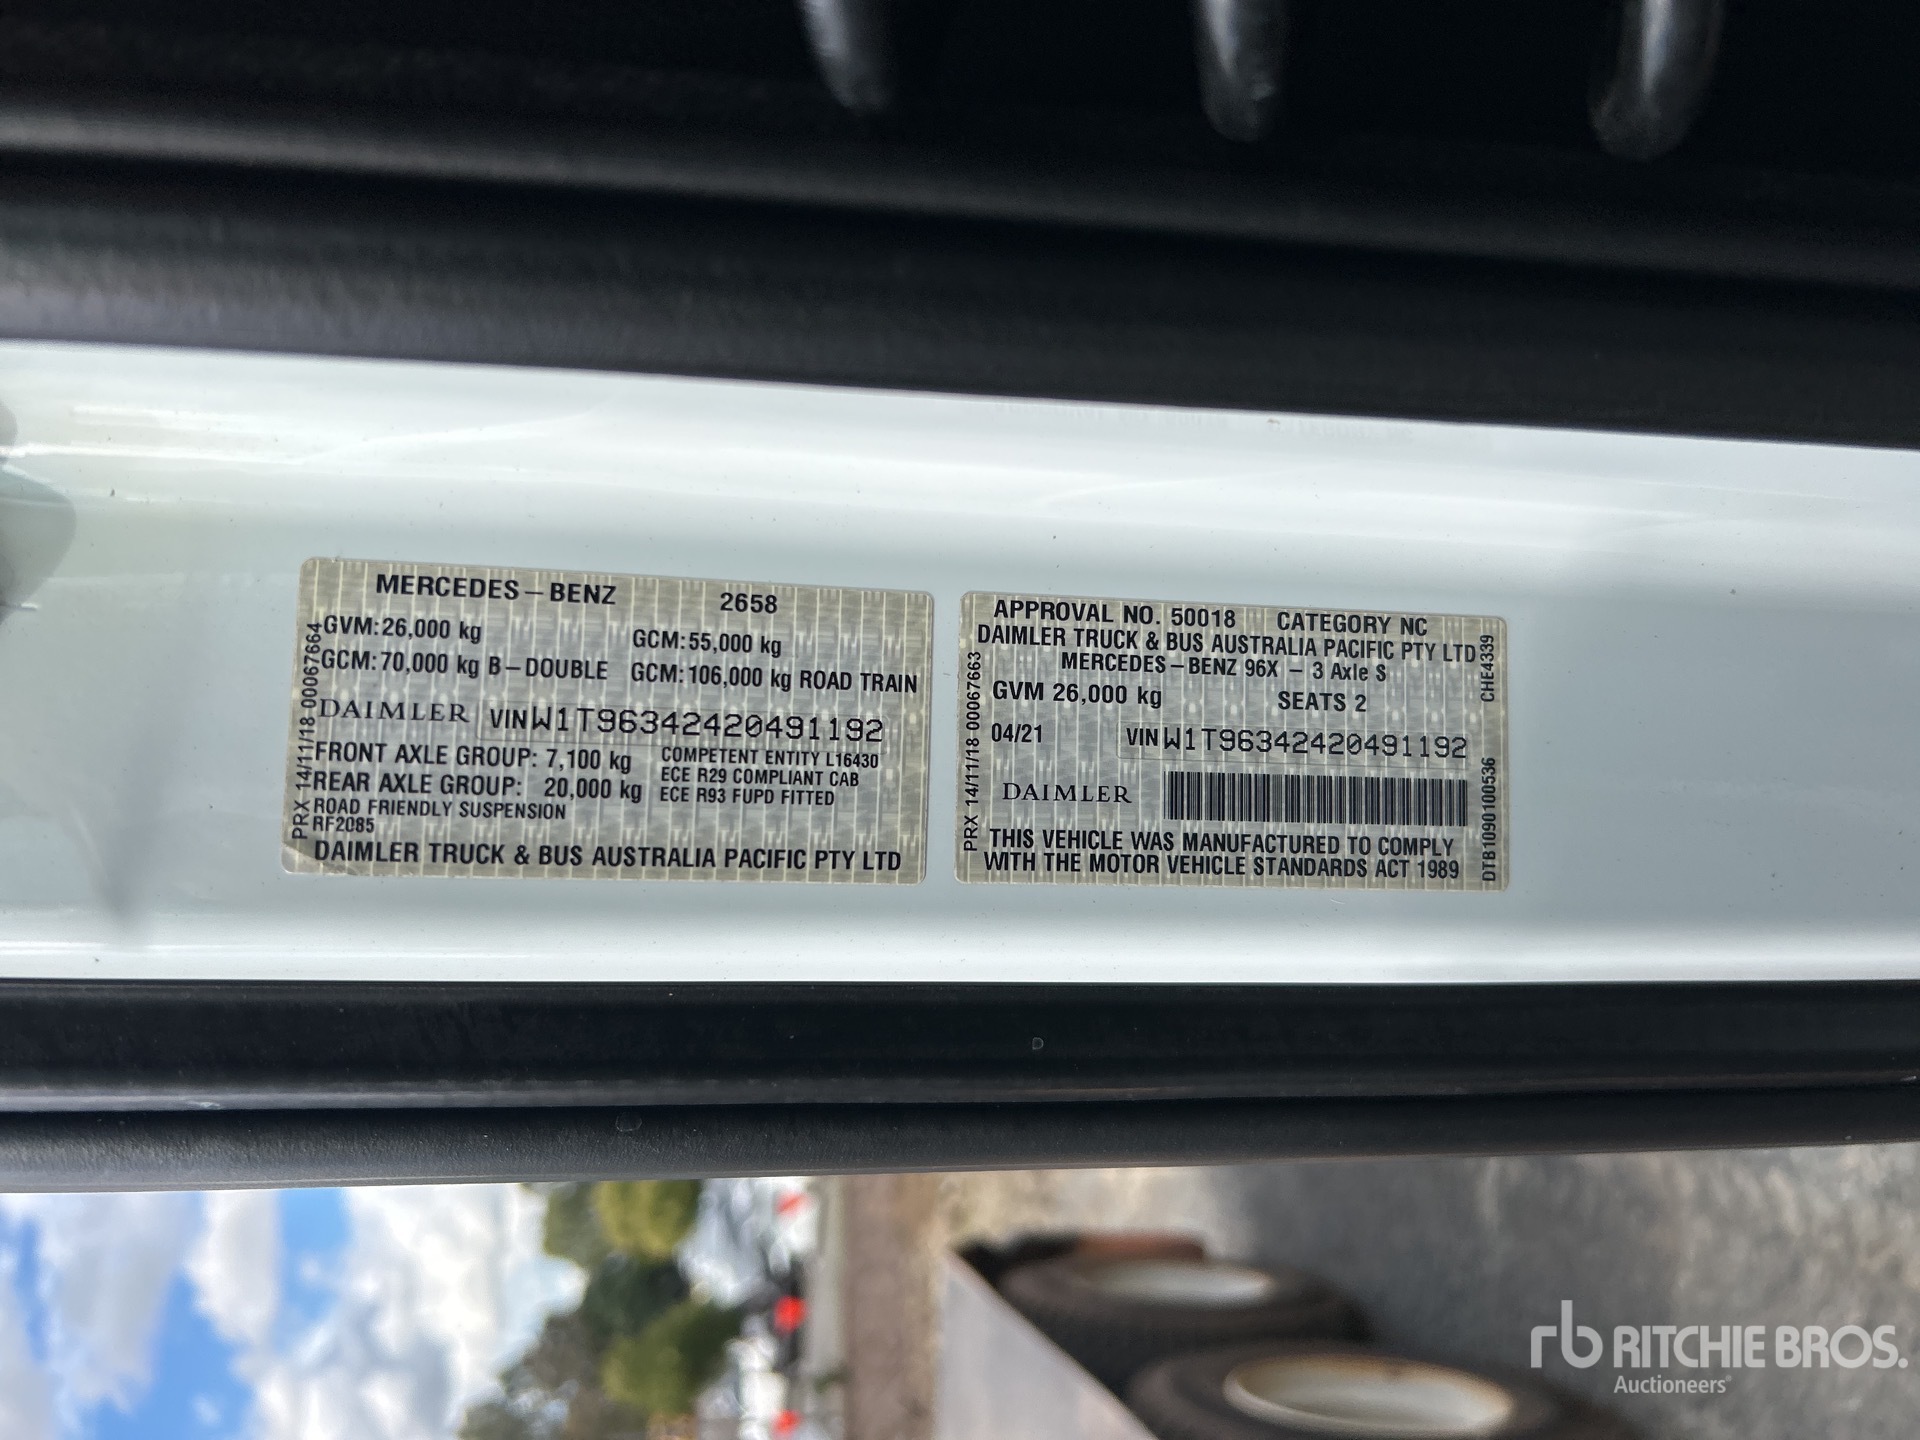 MERCEDES-BENZ 2658
GVM: 26,000 kg GCM: 55,000 kg
GCM: 70,000 kg B-DOUBLE GCM: 106,000 kg ROAD TRAIN
DAIMLER VIN W1T96342420491192
FRONT AXLE GROUP: 7,100 kg COMPETENT ENTITY L16430
REAR AXLE GROUP: 20,000 kg ECE R29 COMPLIANT CAB
ECE R93 FUPD FITTED
ROAD FRIENDLY SUSPENSION
RF2085
DAIMLER TRUCK & BUS AUSTRALIA PACIFIC PTY LTD
PRX 14/11/18 00067664
APPROVAL NO. 50018 CATEGORY NC
DAIMLER TRUCK & BUS AUSTRALIA PACIFIC PTY LTD
MERCEDES-BENZ 96X - 3 Axle S
GVM 26,000 kg SEATS 2
04/21 VIN W1T96342420491192
DAIMLER
THIS VEHICLE WAS MANUFACTURED TO COMPLY
WITH THE MOTOR VEHICLE STANDARDS ACT 1989
PRX 14/11/18 00067663
DTB1090100536 CHE4339
rb RITCHIE BROS.
Auctioneers